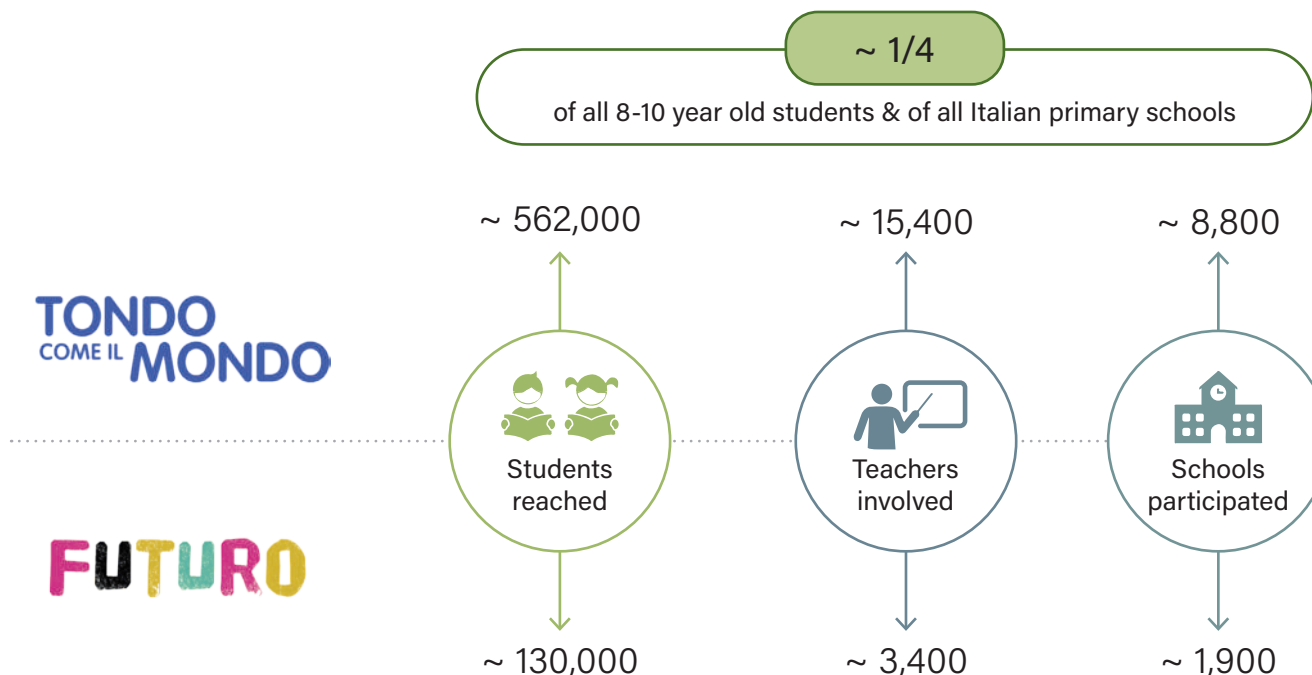 ~ 1/4
of all 8-10 year old students & of all Italian primary schools
~ 562,000
~ 15,400
~ 8,800
TONDO
COME IL MONDO
Students
reached
Teachers
involved
Schools
participated
FUTURO
~ 130,000
~ 3,400
~ 1,900